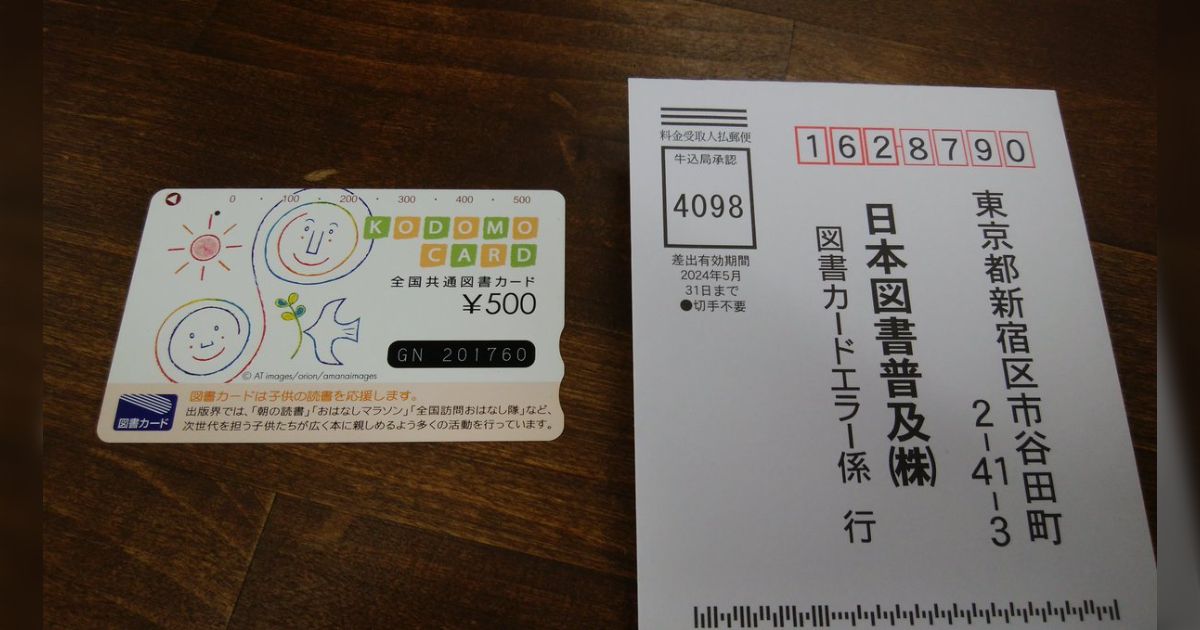 0 ・ 100 ・ 200 ・ 300 ・ 400 ・ 500
KODOMO
CARD
全国共通図書カード
¥500
GN 201760
© AT images/orion/amanaimages
図書カードは子供の読書を応援します。
図書カード
出版界では、「朝の読書」「おはなしマラソン」「全国訪問おはなし隊」など、
次世代を担う子供たちが広く本に親しめるよう多くの活動を行っています。
料金受取人払郵便
牛込局承認
4098
差出有効期間
2024年5月
31日まで
●切手不要
1628790
東京都新宿区市谷田町
2-41-3
日本図書普及(株)
図書カードエラー係 行